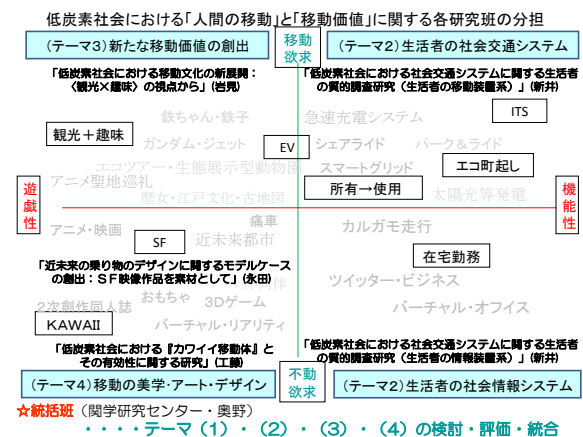 低炭素社会における「人間の移動」と「移動価値」に関する各研究班の分担
(テーマ3)新たな移動価値の創出
移動
欲求
(テーマ2)生活者の社会交通システム
「低炭素社会における移動文化の新展開:
〈観光×趣味〉の視点から」(岩見)
「低炭素社会における社会交通システムに関する生活者
の質的調査研究(生活者の移動装置系)」(新井)
鉄ちゃん・鉄子
急速充電システム
ITS
観光+趣味
ガンダム・ジェット
EV
シェアライド
パーク&ライド
エコツアー・生態展示型動物園
スマートグリッド
エコ町起し
アニメ聖地巡礼
所有→使用
歴女・江戸文化・古地図
太陽光等発電
遊戯性
機能性
痛車
カルガモ走行
アニメ・映画
SF
近未来都市
在宅勤務
「近未来の乗り物のデザインに関するモデルケース
の創出:SF映像作品を素材として」(永田)
伴
ツイッター・ビジネス
2次創作同人誌
おもちゃ
3Dゲーム
バーチャル・オフィス
KAWAII
バーチャル・リアリティ
「低炭素社会における『カワイイ移動体』と
その有効性に関する研究」(工藤)
「低炭素社会における社会交通システムに関する生活者
の質的調査研究(生活者の情報装置系)」(新井)
(テーマ4)移動の美学・アート・デザイン
不動
欲求
(テーマ2)生活者の社会情報システム
☆統括班(関学研究センター・奥野)
・・・・テーマ(1)・(2)・(3)・(4)の検討・評価・統合